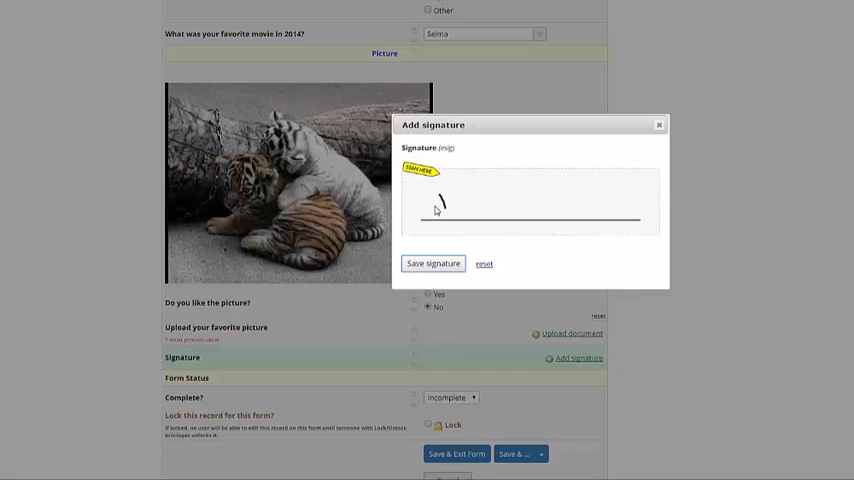 Other
What was your favorite movie in 2014?
Selma
Picture
Add signature
Signature (esig)
SIGN HERE
Save signature
reset
Do you like the picture?
Yes
No
reset
Upload your favorite picture
* must provide value
Upload document
Signature
Add signature
Form Status
Complete?
Incomplete
Lock this record for this form?
If locked, no user will be able to edit this record on this form until someone with Lock/Unlock
privileges unlocks it.
Lock
Save & Exit Form
Save & ...